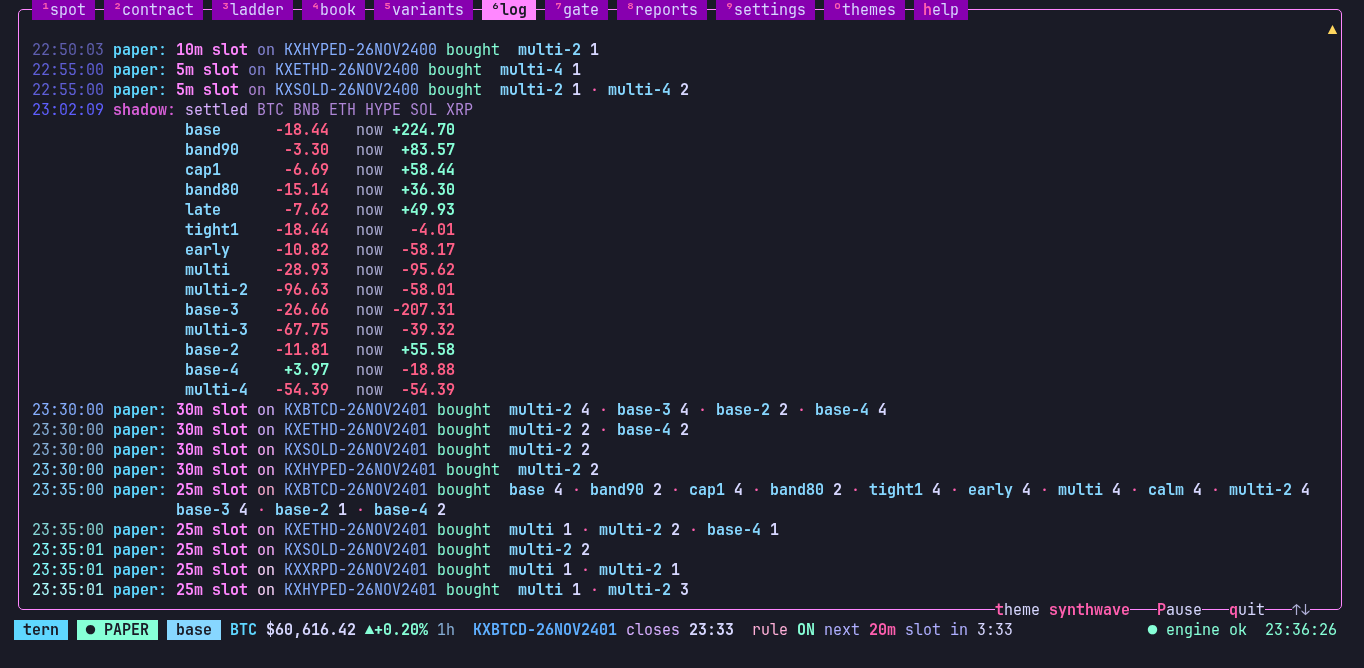 ¹spot ²contract ³ladder ⁴book ⁵variants ⁶log ⁷gate ⁸reports ⁹settings ⁰themes help
22:50:03 paper: 10m slot on KXHYPED-26NOV2400 bought multi-2 1
22:55:00 paper: 5m slot on KXETHD-26NOV2400 bought multi-4 1
22:55:00 paper: 5m slot on KXSOLD-26NOV2400 bought multi-2 1 · multi-4 2
23:02:09 shadow: settled BTC BNB ETH HYPE SOL XRP
base -18.44 now +224.70
band90 -3.30 now +83.57
cap1 -6.69 now +58.44
band80 -15.14 now +36.30
late -7.62 now +49.93
tight1 -18.44 now -4.01
early -10.82 now -58.17
multi -28.93 now -95.62
multi-2 -96.63 now -58.01
base-3 -26.66 now -207.31
multi-3 -67.75 now -39.32
base-2 -11.81 now +55.58
base-4 +3.97 now -18.88
multi-4 -54.39 now -54.39
23:30:00 paper: 30m slot on KXBTCD-26NOV2401 bought multi-2 4 · base-3 4 · base-2 2 · base-4 4
23:30:00 paper: 30m slot on KXETHD-26NOV2401 bought multi-2 2 · base-4 2
23:30:00 paper: 30m slot on KXSOLD-26NOV2401 bought multi-2 2
23:30:00 paper: 30m slot on KXHYPED-26NOV2401 bought multi-2 2
23:35:00 paper: 25m slot on KXBTCD-26NOV2401 bought base 4 · band90 2 · cap1 4 · band80 2 · tight1 4 · early 4 · multi 4 · calm 4 · multi-2 4
base-3 4 · base-2 1 · base-4 2
23:35:00 paper: 25m slot on KXETHD-26NOV2401 bought multi 1 · multi-2 2 · base-4 1
23:35:01 paper: 25m slot on KXSOLD-26NOV2401 bought multi-2 2
23:35:01 paper: 25m slot on KXXRPD-26NOV2401 bought multi 1 · multi-2 1
23:35:01 paper: 25m slot on KXHYPED-26NOV2401 bought multi 1 · multi-2 3
theme synthwave Pause quit ↑↓
tern ● PAPER base BTC $60,616.42 ▲+0.20% 1h KXBTCD-26NOV2401 closes 23:33 rule ON next 20m slot in 3:33 ● engine ok 23:36:26